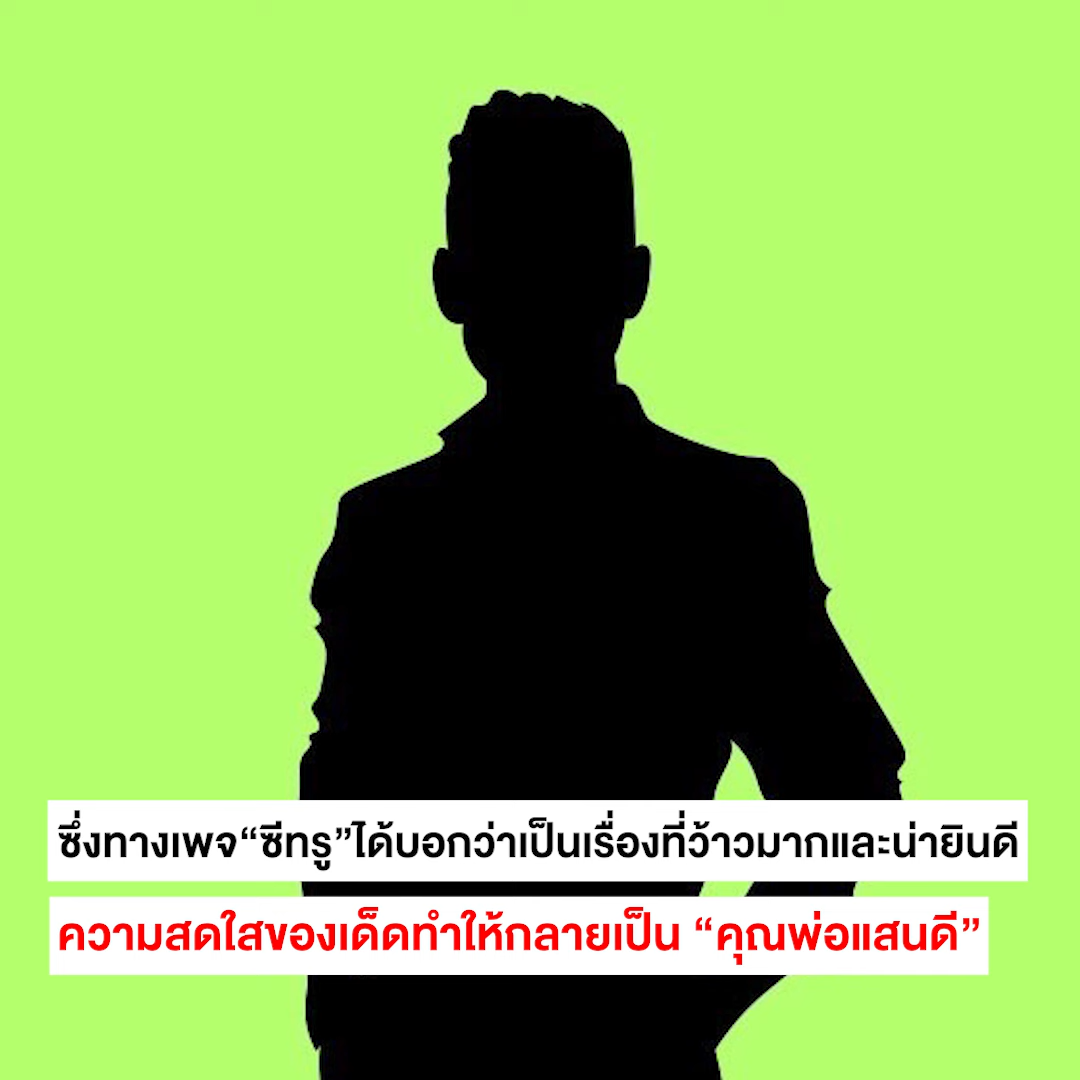 ซึ่งทางเพจ“ซีทรู”ได้บอกว่าเป็นเรื่องที่ว้าวมากและน่ายินดี
ความสดใสของเด็ดทำให้กลายเป็น “คุณพ่อแสนดี”